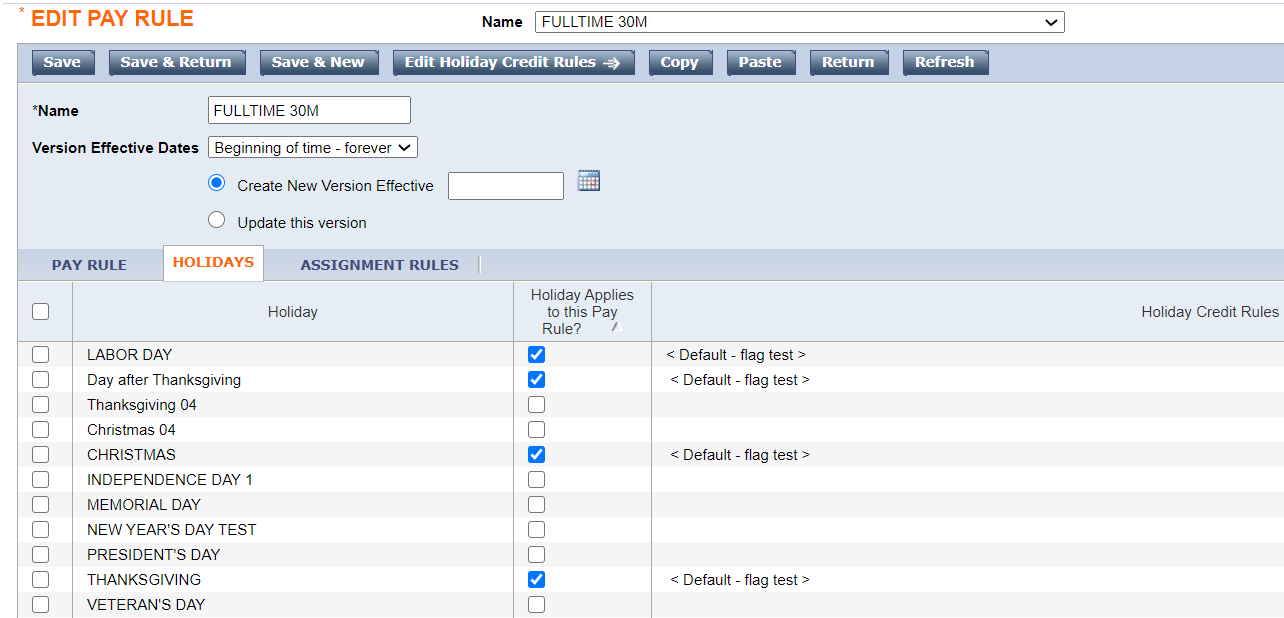 * EDIT PAY RULE
Name FULLTIME 30M
Save Save & Return Save & New Edit Holiday Credit Rules Copy Paste Return Refresh
*Name FULLTIME 30M
Version Effective Dates Beginning of time - forever
Create New Version Effective
Update this version
PAY RULE HOLIDAYS ASSIGNMENT RULES
Holiday
Holiday Applies
to this Pay
Rule?
Holiday Credit Rules
LABOR DAY < Default - flag test >
Day after Thanksgiving < Default - flag test >
Thanksgiving 04
Christmas 04
CHRISTMAS < Default - flag test >
INDEPENDENCE DAY 1
MEMORIAL DAY
NEW YEAR'S DAY TEST
PRESIDENT'S DAY
THANKSGIVING < Default - flag test >
VETERAN'S DAY